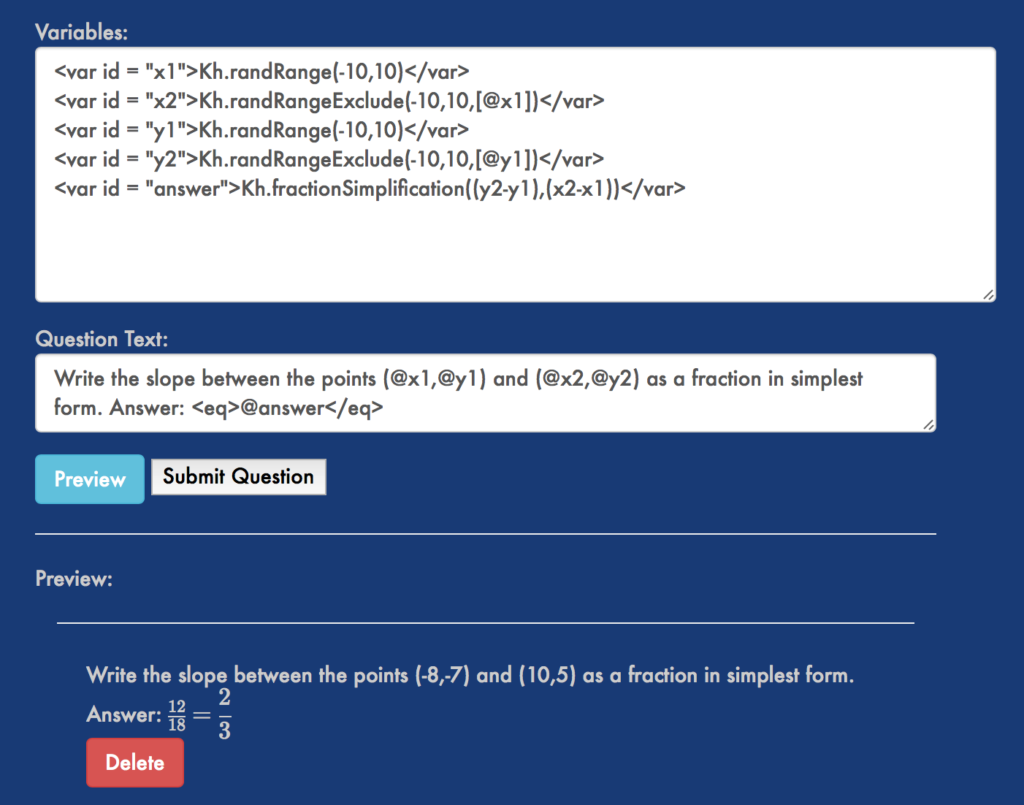 Variables:
<var id = "x1">Kh.randRange(-10,10)</var>
<var id = "x2">Kh.randRangeExclude(-10,10,[@x1])</var>
<var id = "y1">Kh.randRange(-10,10)</var>
<var id = "y2">Kh.randRangeExclude(-10,10,[@y1])</var>
<var id = "answer">Kh.fractionSimplification((y2-y1),(x2-x1))</var>
Question Text:
Write the slope between the points (@x1,@y1) and (@x2,@y2) as a fraction in simplest
form. Answer: <eq>@answer</eq>
Preview Submit Question
Preview:
Write the slope between the points (-8,-7) and (10,5) as a fraction in simplest form.
Answer: 12/18 = 2/3
Delete